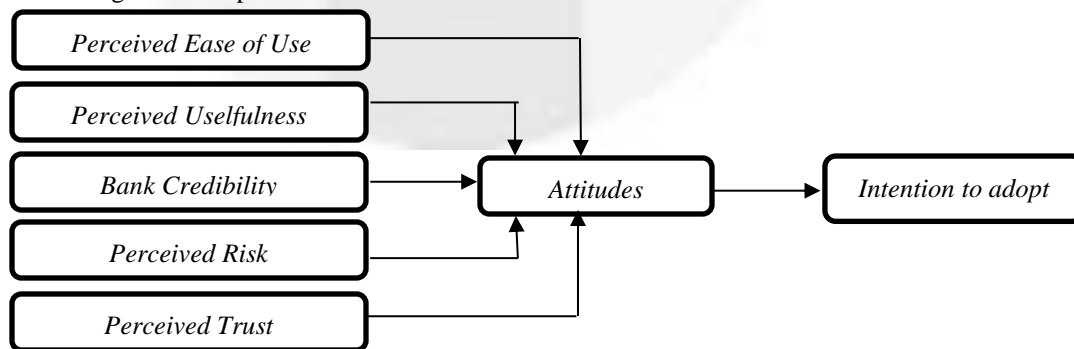 Perceived Ease of Use
Perceived Uselfulness
Bank Credibility
Attitudes
Intention to adopt
Perceived Risk
Perceived Trust